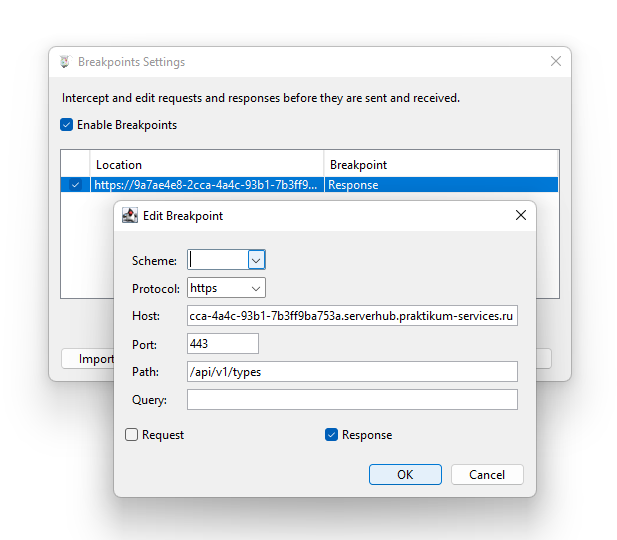 Breakpoints Settings
Intercept and edit requests and responses before they are sent and received.
Enable Breakpoints
Location Breakpoint
https://9a7ae4e8-2cca-4a4c-93b1-7b3ff9... Response
Edit Breakpoint
Scheme:
Protocol: https
Host: cca-4a4c-93b1-7b3ff9ba753a.serverhub.praktikum-services.ru
Port: 443
Import
Path: /api/v1/types
Query:
Request Response
OK Cancel